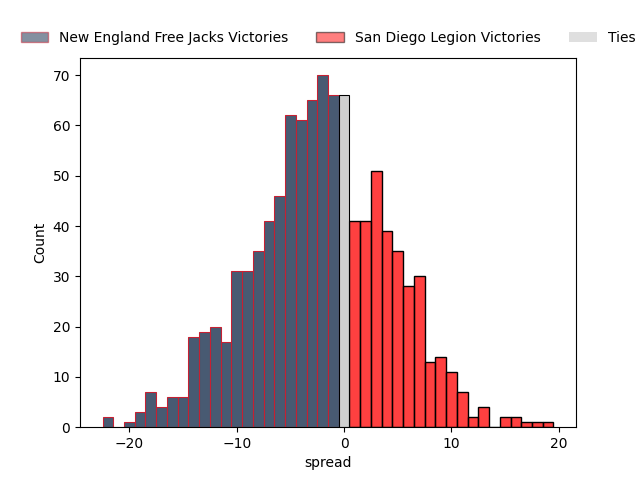 New England Free Jacks Victories San Diego Legion Victories Ties
70
60
50
40
30
20
10
0
Count
−20 −10 0 10 20
spread